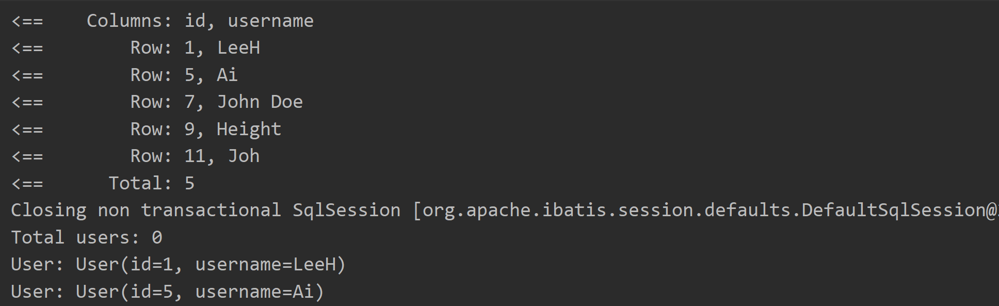 <==    Columns: id, username
<==        Row: 1, LeeH
<==        Row: 5, Ai
<==        Row: 7, John Doe
<==        Row: 9, Height
<==        Row: 11, Joh
<==      Total: 5
Closing non transactional SqlSession [org.apache.ibatis.session.defaults.DefaultSqlSession@
Total users: 0
User: User(id=1, username=LeeH)
User: User(id=5, username=Ai)